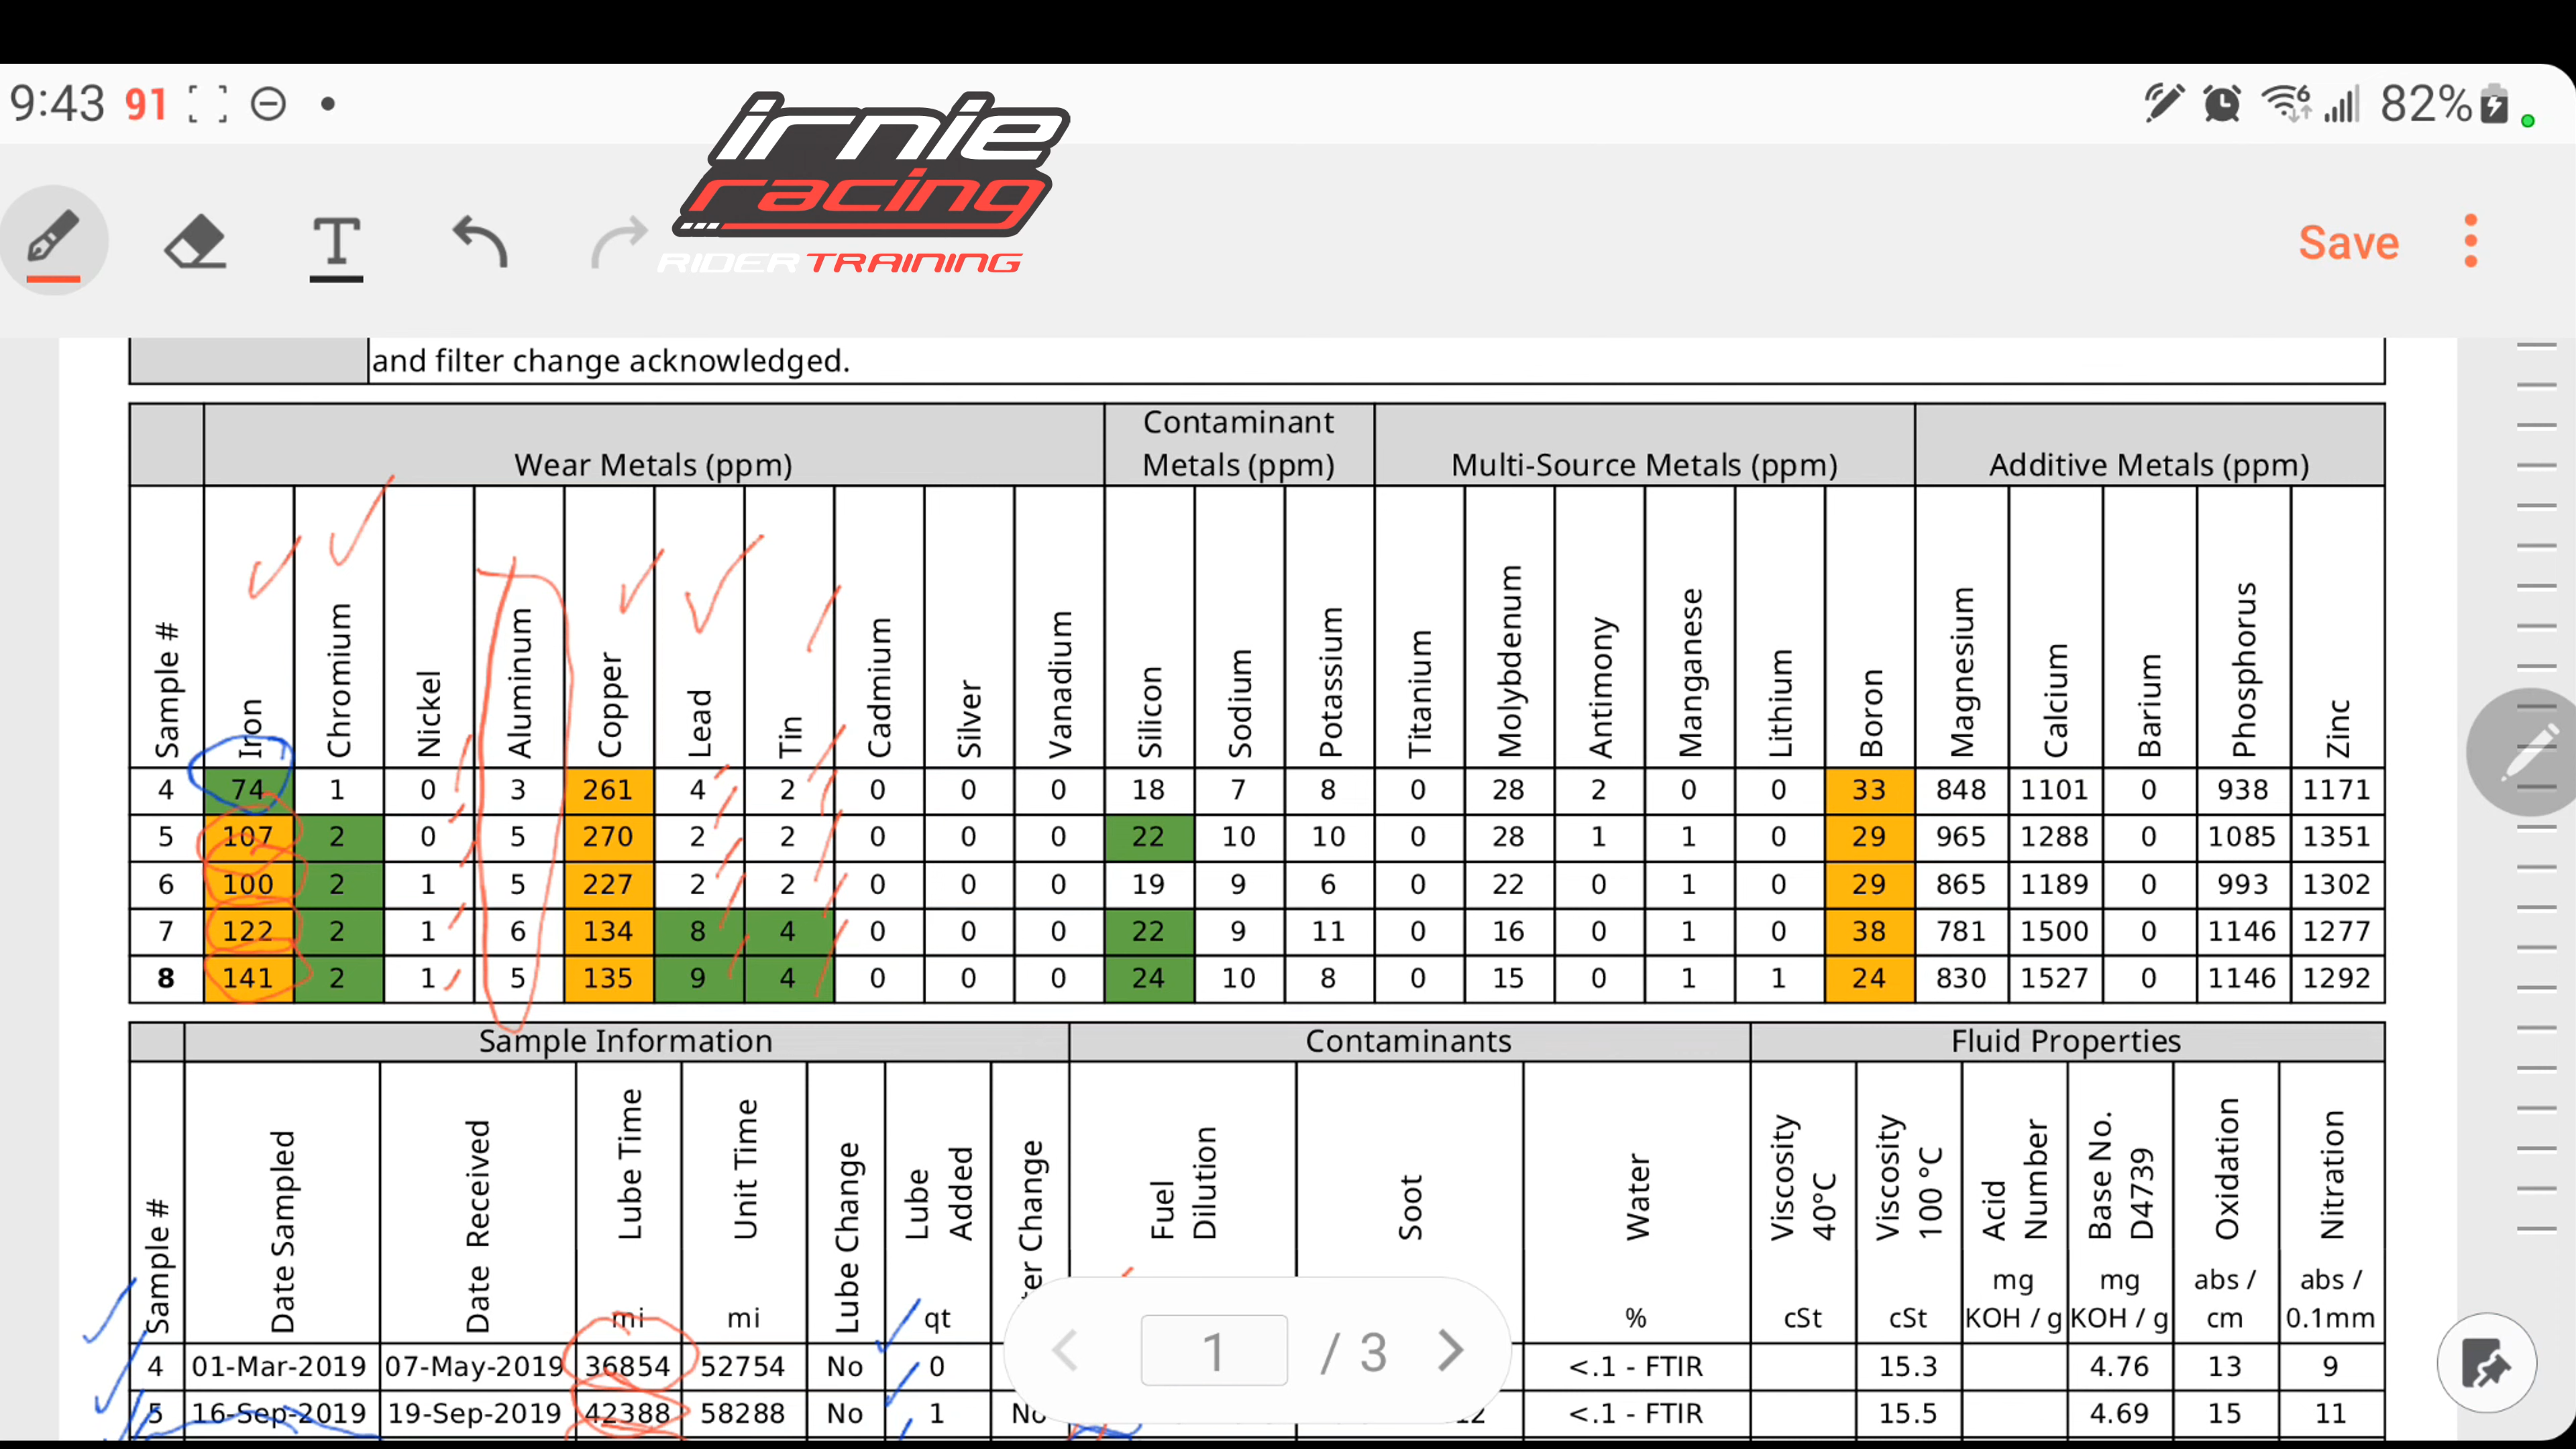 9:43 91 82%
irnie
racing
RIDER TRAINING
T
Save
and filter change acknowledged.
Wear Metals (ppm) Contaminant Metals (ppm) Multi-Source Metals (ppm) Additive Metals (ppm)
Sample # Iron Chromium Nickel Aluminum Copper Lead Tin Cadmium Silver Vanadium Silicon Sodium Potassium Titanium Molybdenum Antimony Manganese Lithium Boron Magnesium Calcium Barium Phosphorus Zinc
4 74 1 0 3 261 4 2 0 0 0 18 7 8 0 28 2 0 0 33 848 1101 0 938 1171
5 107 2 0 5 270 2 2 0 0 0 22 10 10 0 28 1 1 0 29 965 1288 0 1085 1351
6 100 2 1 5 227 2 2 0 0 0 19 9 6 0 22 0 1 0 29 865 1189 0 993 1302
7 122 2 1 6 134 8 4 0 0 0 22 9 11 0 16 0 1 0 38 781 1500 0 1146 1277
8 141 2 1 5 135 9 4 0 0 0 24 10 8 0 15 0 1 1 24 830 1527 0 1146 1292
Sample Information Contaminants Fluid Properties
Sample # Date Sampled Date Received Lube Time Unit Time Lube Change Lube Added Change Fuel Dilution Soot Water Viscosity 40°C Viscosity 100 °C Acid Number Base No. D4739 Oxidation Nitration
mi mi qt % cSt cSt mg KOH / g mg KOH / g abs / cm abs / 0.1mm
4 01-Mar-2019 07-May-2019 36854 52754 No 0 <.1 - FTIR 15.3 4.76 13 9
5 16-Sep-2019 19-Sep-2019 42388 58288 No 1 No <.1 - FTIR 15.5 4.69 15 11
1 / 3